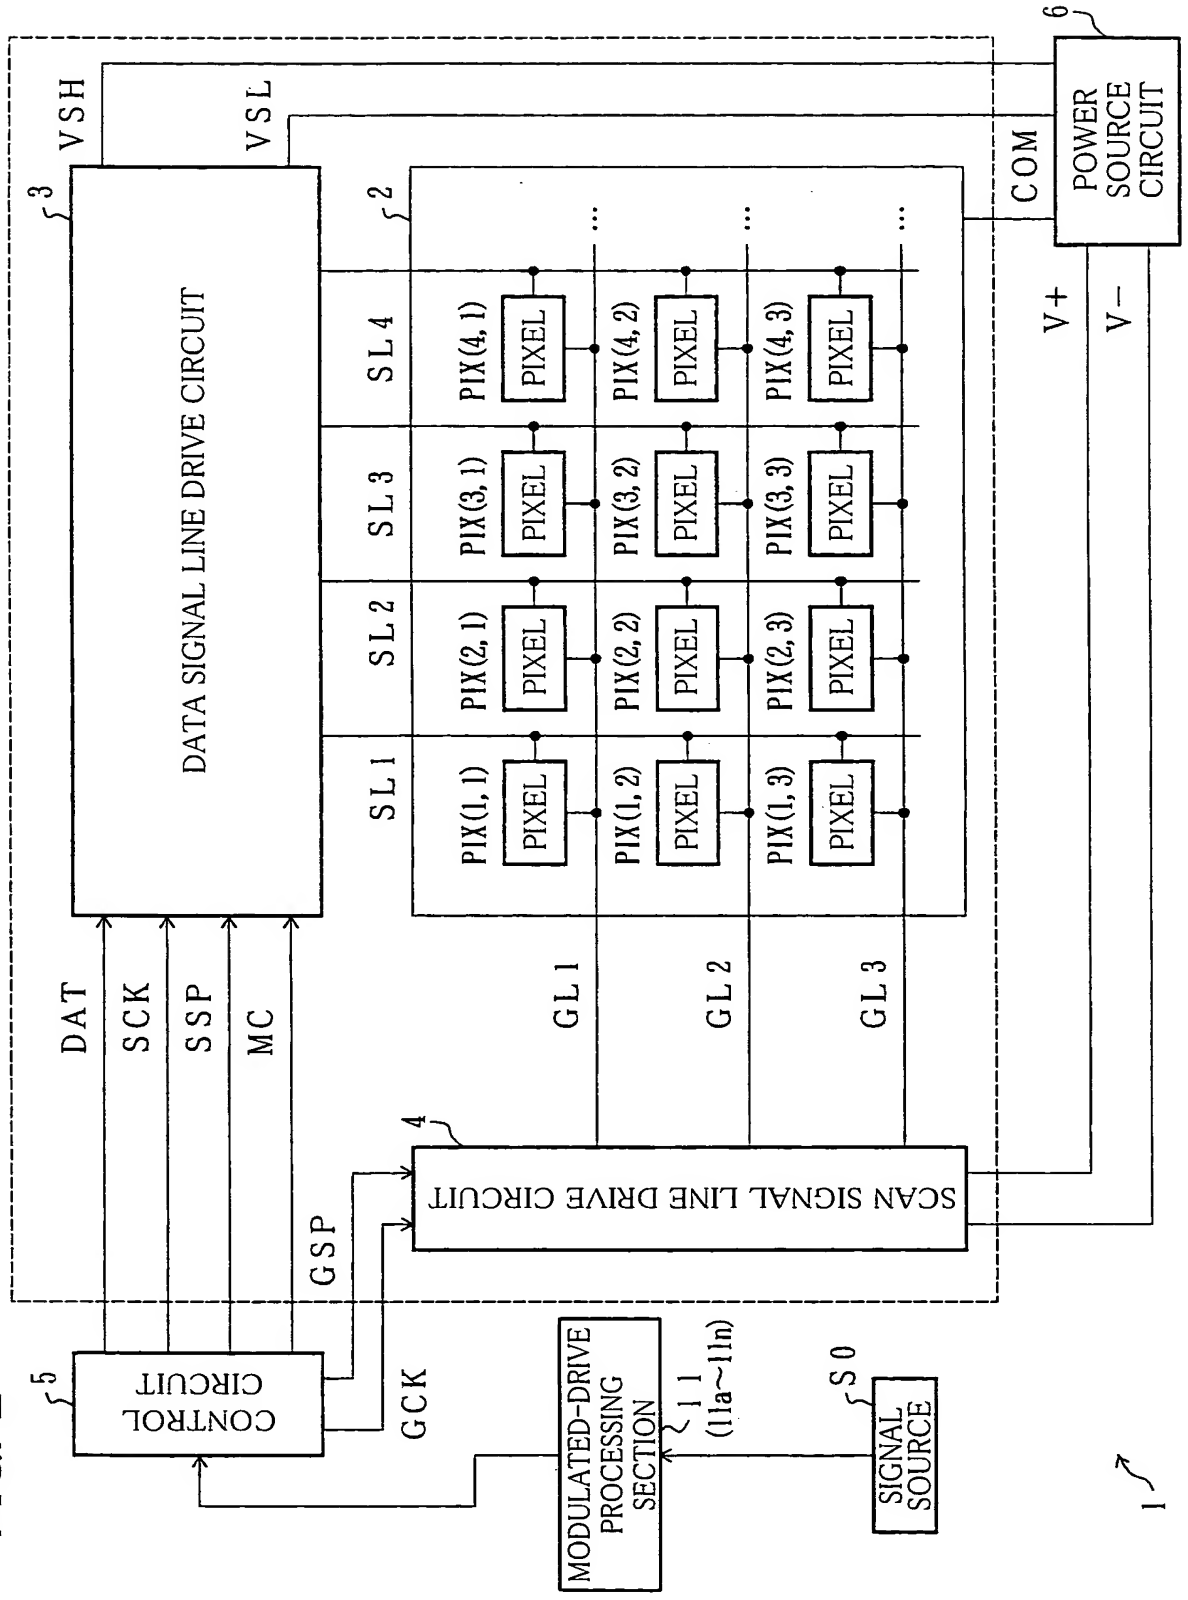 1
SIGNAL
SOURCE
S0
MODULATED-DRIVE
PROCESSING
SECTION
11
(11a~11n)
CONTROL
CIRCUIT
5
GCK
GSP
DAT
SCK
SSP
MC
DATA SIGNAL LINE DRIVE CIRCUIT
3
VSH
VSL
SCAN SIGNAL LINE DRIVE CIRCUIT
4
GL1
GL2
GL3
2
SL1
SL2
SL3
SL4
PIX(1,1)
PIXEL
PIX(2,1)
PIXEL
PIX(3,1)
PIXEL
PIX(4,1)
PIXEL
...
PIX(1,2)
PIXEL
PIX(2,2)
PIXEL
PIX(3,2)
PIXEL
PIX(4,2)
PIXEL
...
PIX(1,3)
PIXEL
PIX(2,3)
PIXEL
PIX(3,3)
PIXEL
PIX(4,3)
PIXEL
...
COM
V+
V-
POWER
SOURCE
CIRCUIT
6